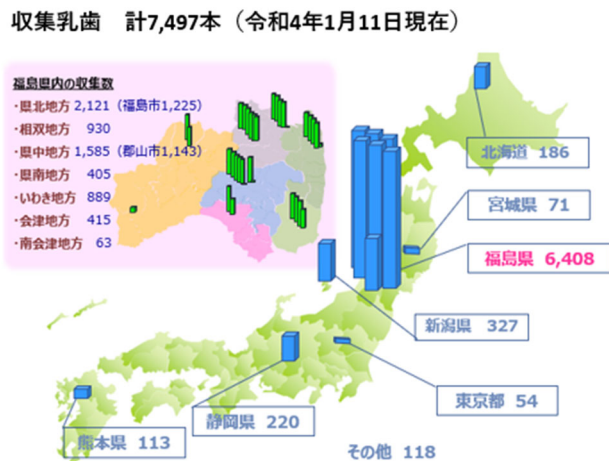 収集乳歯　計7,497本（令和4年1月11日現在）
福島県内の収集数
・県北地方 2,121（福島市1,225）
・相双地方 930
・県中地方 1,585（郡山市1,143）
・県南地方 405
・いわき地方 889
・会津地方 415
・南会津地方 63
北海道 186
宮城県 71
福島県 6,408
新潟県 327
東京都 54
静岡県 220
熊本県 113
その他 118